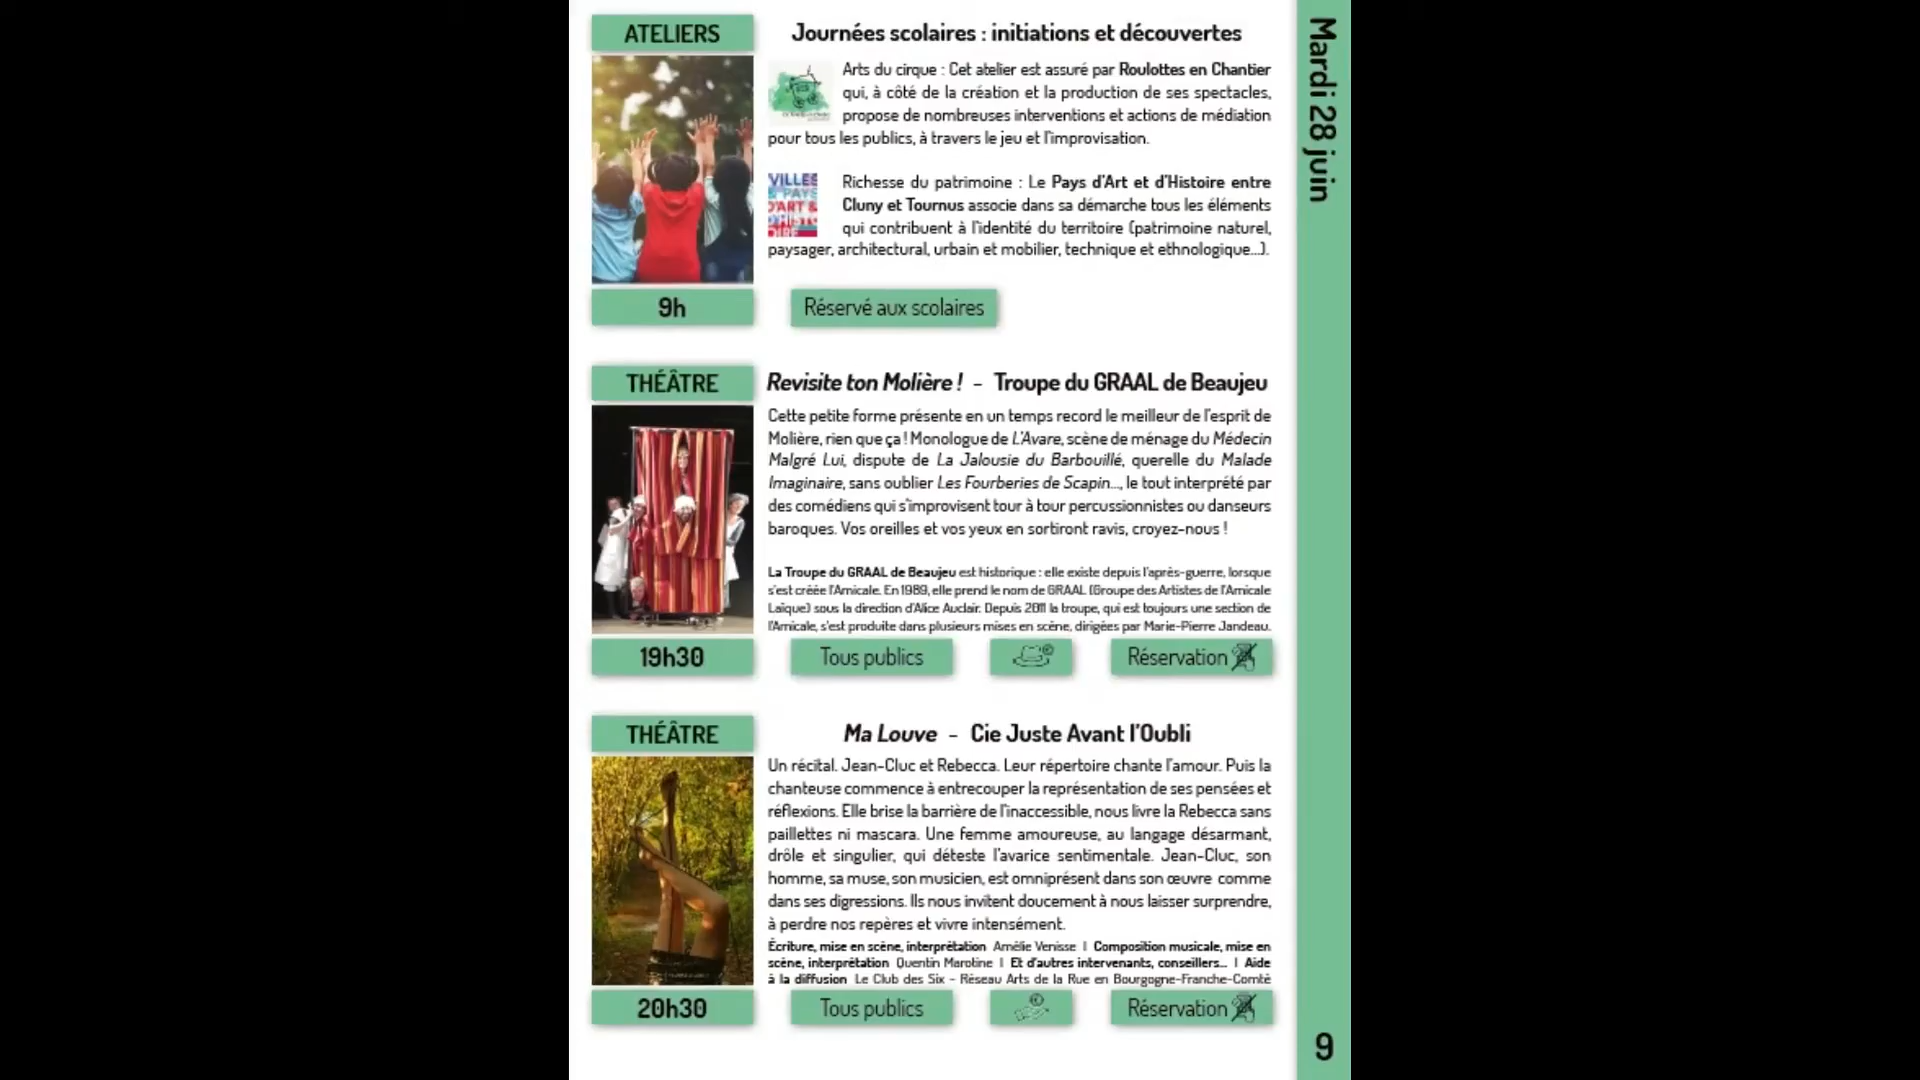 ATELIERS
Journées scolaires : initiations et découvertes
Arts du cirque : Cet atelier est assuré par Roulottes en Chantier
qui, à côté de la création et la production de ses spectacles,
propose de nombreuses interventions et actions de médiation
pour tous les publics, à travers le jeu et l'improvisation.
VILLES
& PAYS
D'ART &
D'HISTO
OIRE
Richesse du patrimoine : Le Pays d'Art et d'Histoire entre
Cluny et Tournus associe dans sa démarche tous les éléments
qui contribuent à l'identité du territoire (patrimoine naturel,
paysager, architectural, urbain et mobilier, technique et ethnologique...).
9h
Réservé aux scolaires
THÉÂTRE
Revisite ton Molière ! - Troupe du GRAAL de Beaujeu
Cette petite forme présente en un temps record le meilleur de l'esprit de
Molière, rien que ça ! Monologue de L'Avare, scène de ménage du Médecin
Malgré Lui, dispute de La Jalousie du Barbouillé, querelle du Malade
Imaginaire, sans oublier Les Fourberies de Scapin..., le tout interprété par
des comédiens qui s'improvisent tour à tour percussionnistes ou danseurs
baroques. Vos oreilles et vos yeux en sortiront ravis, croyez-nous !
La Troupe du GRAAL de Beaujeu est historique : elle existe depuis l'après-guerre, lorsque
s'est créée l'Amicale. En 1989, elle prend le nom de GRAAL (Groupe des Artistes de l'Amicale
Laïque) sous la direction d'Alice Auclair. Depuis 2011 la troupe, qui est toujours une section de
l'Amicale, s'est produite dans plusieurs mises en scène, dirigées par Marie-Pierre Jandeau.
19h30
Tous publics
Réservation
THÉÂTRE
Ma Louve - Cie Juste Avant l'Oubli
Un récital. Jean-Cluc et Rebecca. Leur répertoire chante l'amour. Puis la
chanteuse commence à entrecouper la représentation de ses pensées et
réflexions. Elle brise la barrière de l'inaccessible, nous livre la Rebecca sans
paillettes ni mascara. Une femme amoureuse, au langage désarmant,
drôle et singulier, qui déteste l'avarice sentimentale. Jean-Cluc, son
homme, sa muse, son musicien, est omniprésent dans son œuvre comme
dans ses digressions. Ils nous invitent doucement à nous laisser surprendre,
à perdre nos repères et vivre intensément.
Écriture, mise en scène, interprétation Amélie Venisse | Composition musicale, mise en
scène, interprétation Quentin Marotine | Et d'autres intervenants, conseillers... | Aide
à la diffusion Le Club des Six - Réseau Arts de la Rue en Bourgogne-Franche-Comté
20h30
Tous publics
Réservation
Mardi 28 juin
9